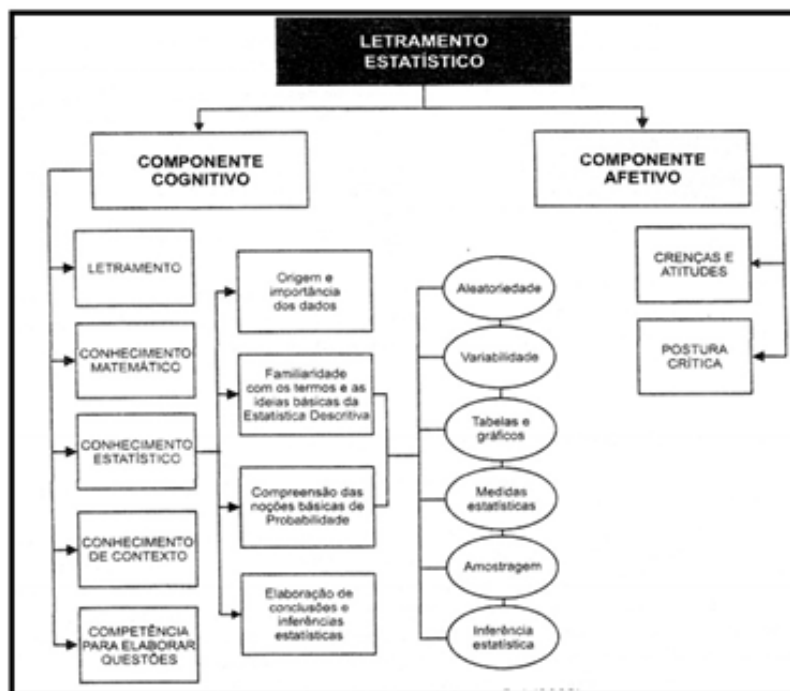 LETRAMENTO
ESTATÍSTICO
COMPONENTE
COGNITIVO
COMPONENTE
AFETIVO
LETRAMENTO
CONHECIMENTO
MATEMÁTICO
CONHECIMENTO
ESTATÍSTICO
CONHECIMENTO
DE CONTEXTO
COMPETÊNCIA
PARA ELABORAR
QUESTÕES
Origem e
importância
dos dados
Familiaridade
com os termos e as
ideias básicas da
Estatística Descritiva
Compreensão das
noções básicas de
Probabilidade
Elaboração de
conclusões e
inferências
estatísticas
Aleatoriedade
Variabilidade
Tabelas e
gráficos
Medidas
estatísticas
Amostragem
Inferência
estatística
CRENÇAS E
ATITUDES
POSTURA
CRÍTICA